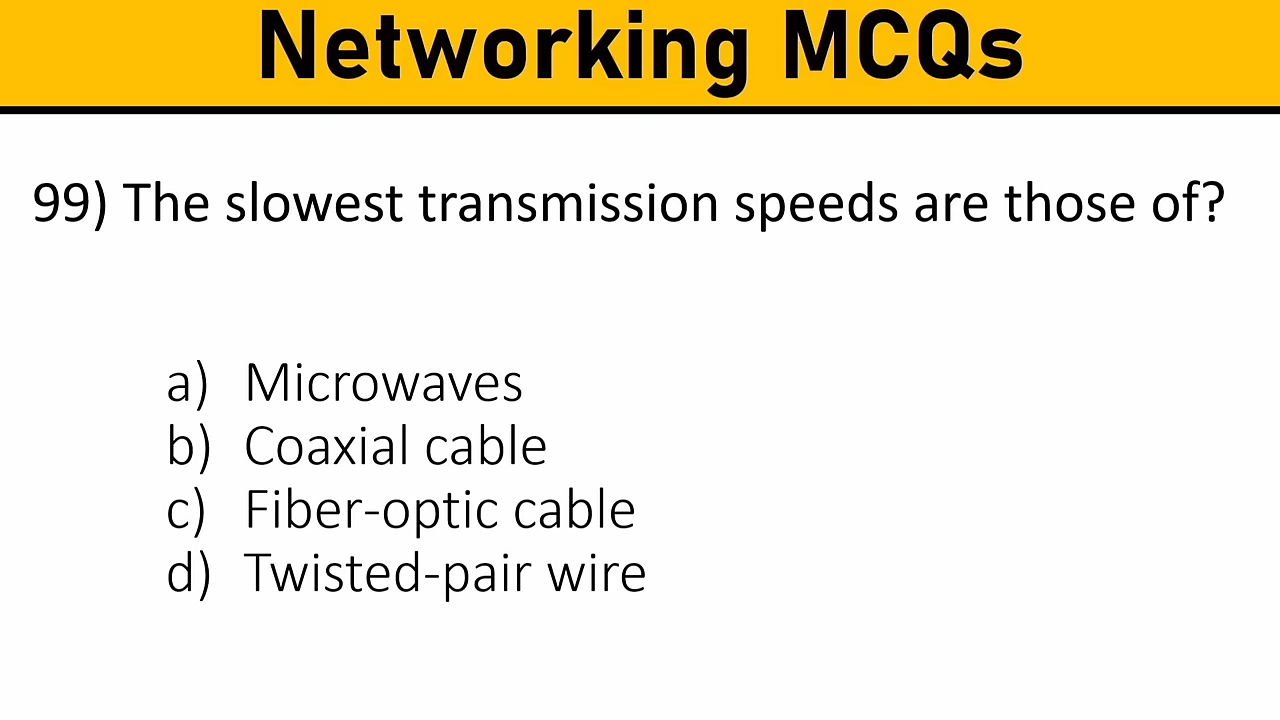 Networking MCQs
99) The slowest transmission speeds are those of?
a) Microwaves
b) Coaxial cable
c) Fiber-optic cable
d) Twisted-pair wire